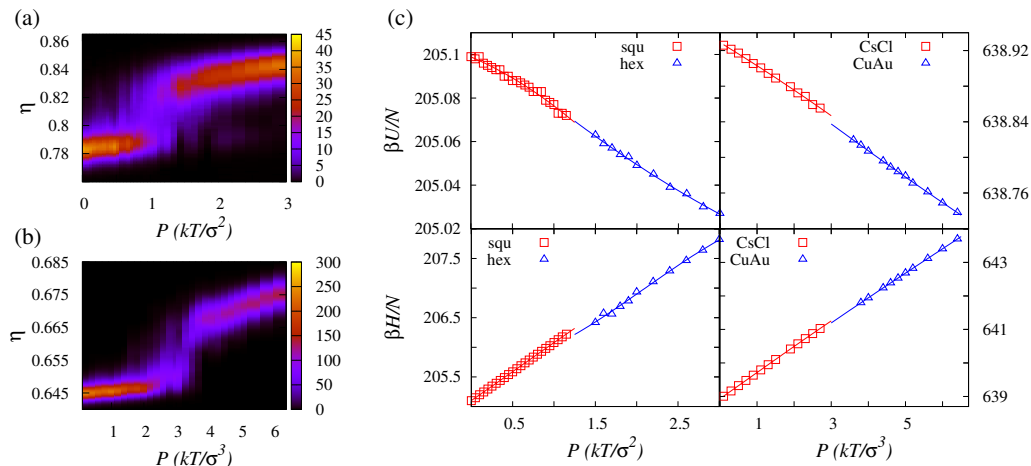 (a)
0.86
0.84
0.82
0.8
0.78
η
0 1 2 3
P (kT/σ²)
45
40
35
30
25
20
15
10
5
0
(b)
0.685
0.675
0.665
0.655
0.645
η
1 2 3 4 5 6
P (kT/σ³)
300
250
200
150
100
50
0
(c)
βU/N
205.1
205.08
205.06
205.04
205.02
squ
hex
CsCl
CuAu
638.92
638.84
638.76
βH/N
207.5
206.5
205.5
squ
hex
CsCl
CuAu
643
641
639
0.5 1.5 2.5
P (kT/σ²)
1 3 5
P (kT/σ³)